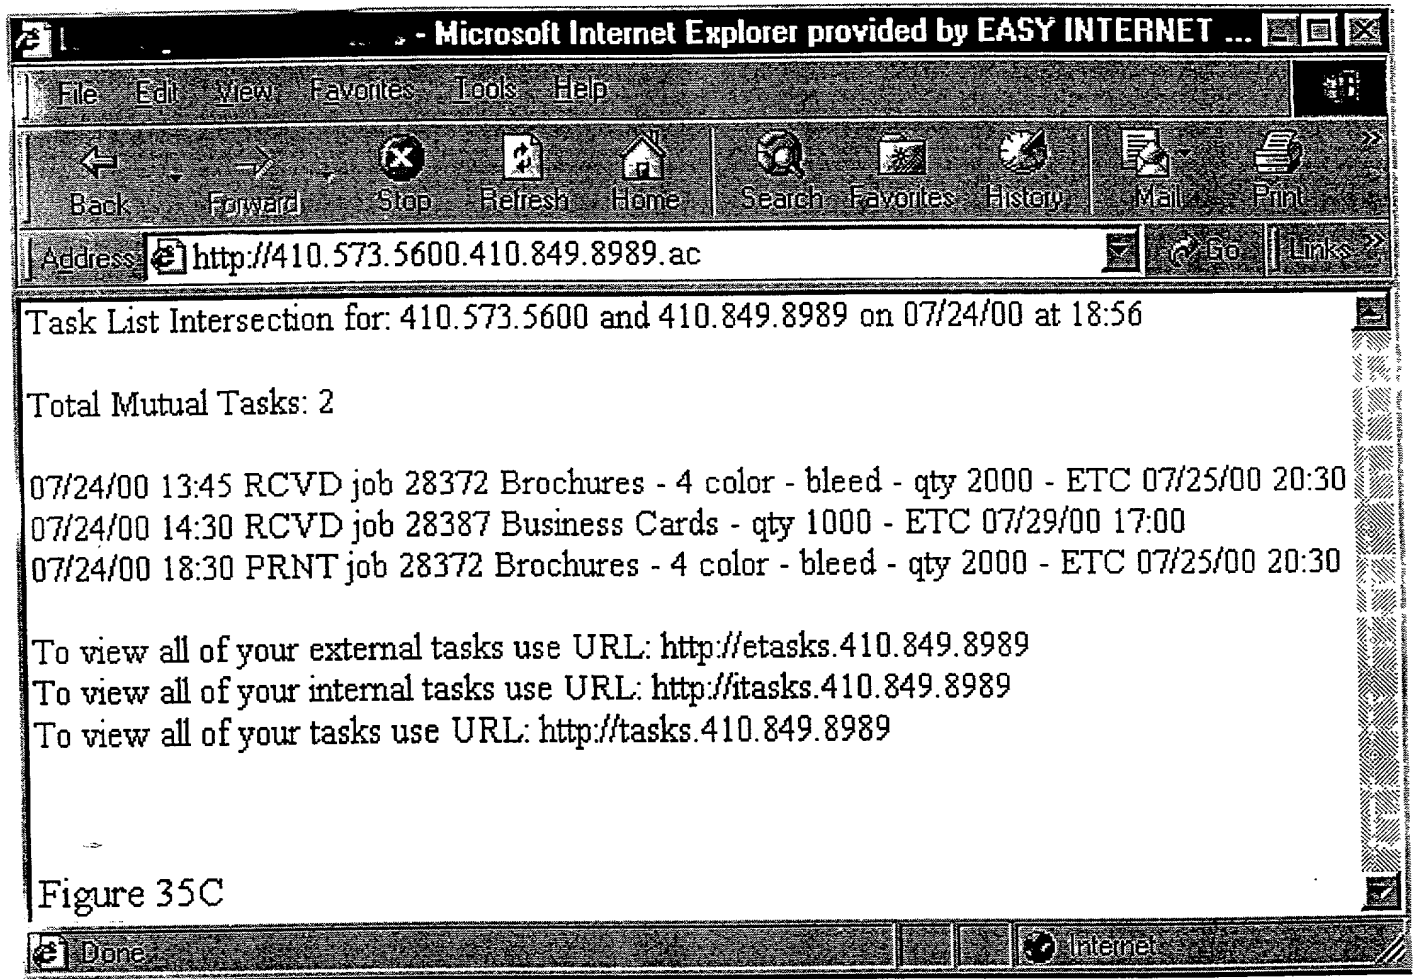 - Microsoft Internet Explorer provided by EASY INTERNET ...
File Edit View Favorites Tools Help
Back Forward Stop Refresh Home Search Favorites History Mail Print
Address http://410.573.5600.410.849.8989.ac Go Links
Task List Intersection for: 410.573.5600 and 410.849.8989 on 07/24/00 at 18:56
Total Mutual Tasks: 2
07/24/00 13:45 RCVD job 28372 Brochures - 4 color - bleed - qty 2000 - ETC 07/25/00 20:30
07/24/00 14:30 RCVD job 28387 Business Cards - qty 1000 - ETC 07/29/00 17:00
07/24/00 18:30 PRNT job 28372 Brochures - 4 color - bleed - qty 2000 - ETC 07/25/00 20:30
To view all of your external tasks use URL: http://etasks.410.849.8989
To view all of your internal tasks use URL: http://itasks.410.849.8989
To view all of your tasks use URL: http://tasks.410.849.8989
Figure 35C
Done Internet